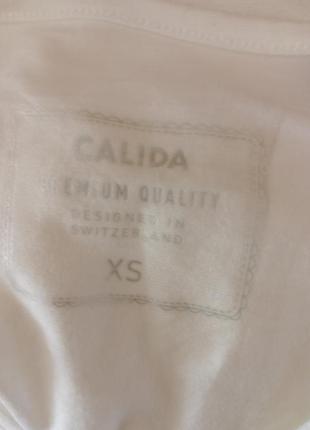 CALIDA
PREMIUM QUALITY
DESIGNED IN
SWITZERLAND
XS